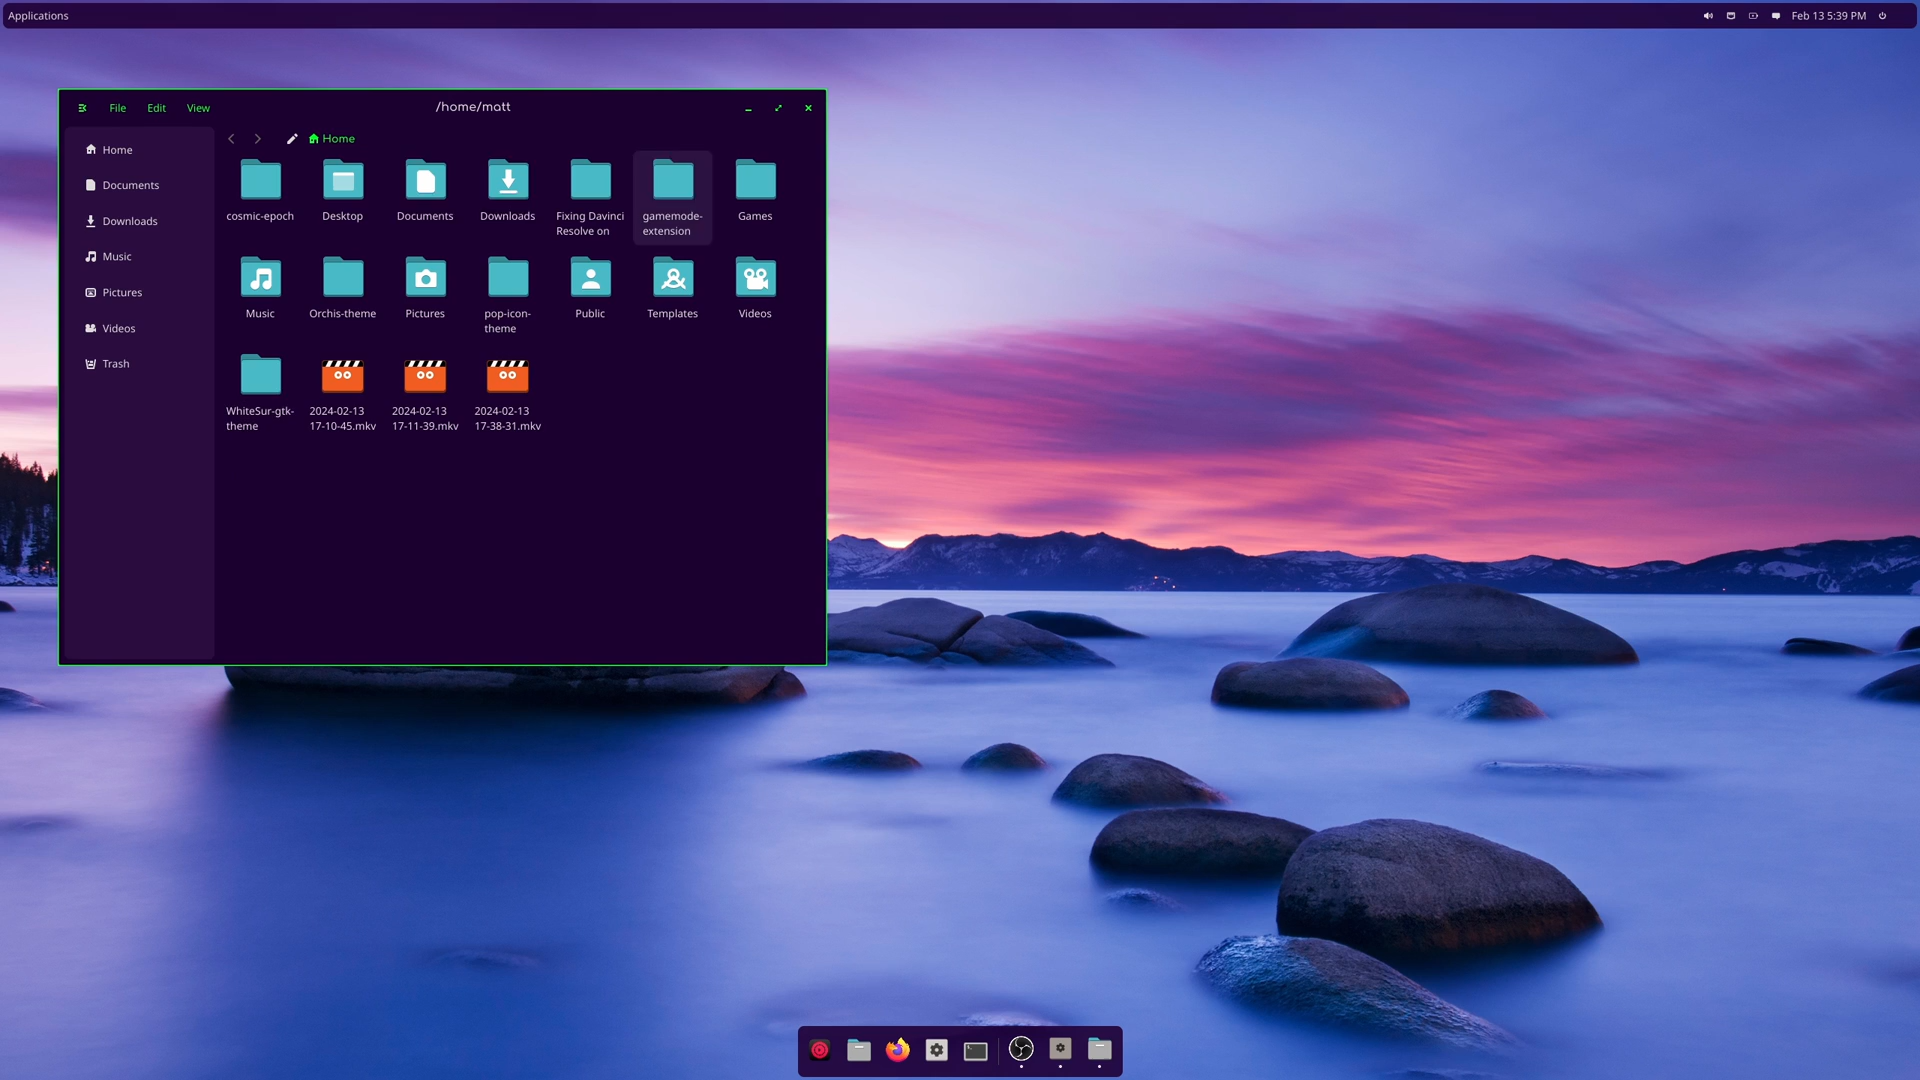 Applications
Feb 13 5:39 PM
File Edit View
/home/matt
Home
Documents
Downloads
Music
Pictures
Videos
Trash
Home
cosmic-epoch
Desktop
Documents
Downloads
Fixing Davinci
Resolve on
gamemode-
extension
Games
Music
Orchis-theme
Pictures
pop-icon-
theme
Public
Templates
Videos
WhiteSur-gtk-
theme
2024-02-13
17-10-45.mkv
2024-02-13
17-11-39.mkv
2024-02-13
17-38-31.mkv